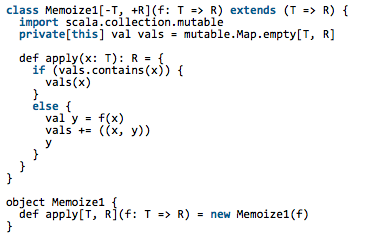 class Memoize1[-T, +R](f: T => R) extends (T => R) {
  import scala.collection.mutable
  private[this] val vals = mutable.Map.empty[T, R]

  def apply(x: T): R = {
    if (vals.contains(x)) {
      vals(x)
    }
    else {
      val y = f(x)
      vals += ((x, y))
      y
    }
  }
}

object Memoize1 {
  def apply[T, R](f: T => R) = new Memoize1(f)
}